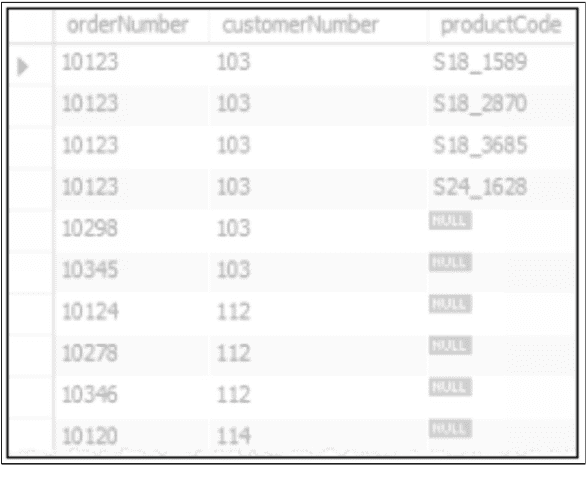 orderNumber customerNumber productCode
10123 103 S18_1589
10123 103 S18_2870
10123 103 S18_3685
10123 103 S24_1628
10298 103 NULL
10345 103 NULL
10124 112 NULL
10278 112 NULL
10346 112 NULL
10120 114 NULL